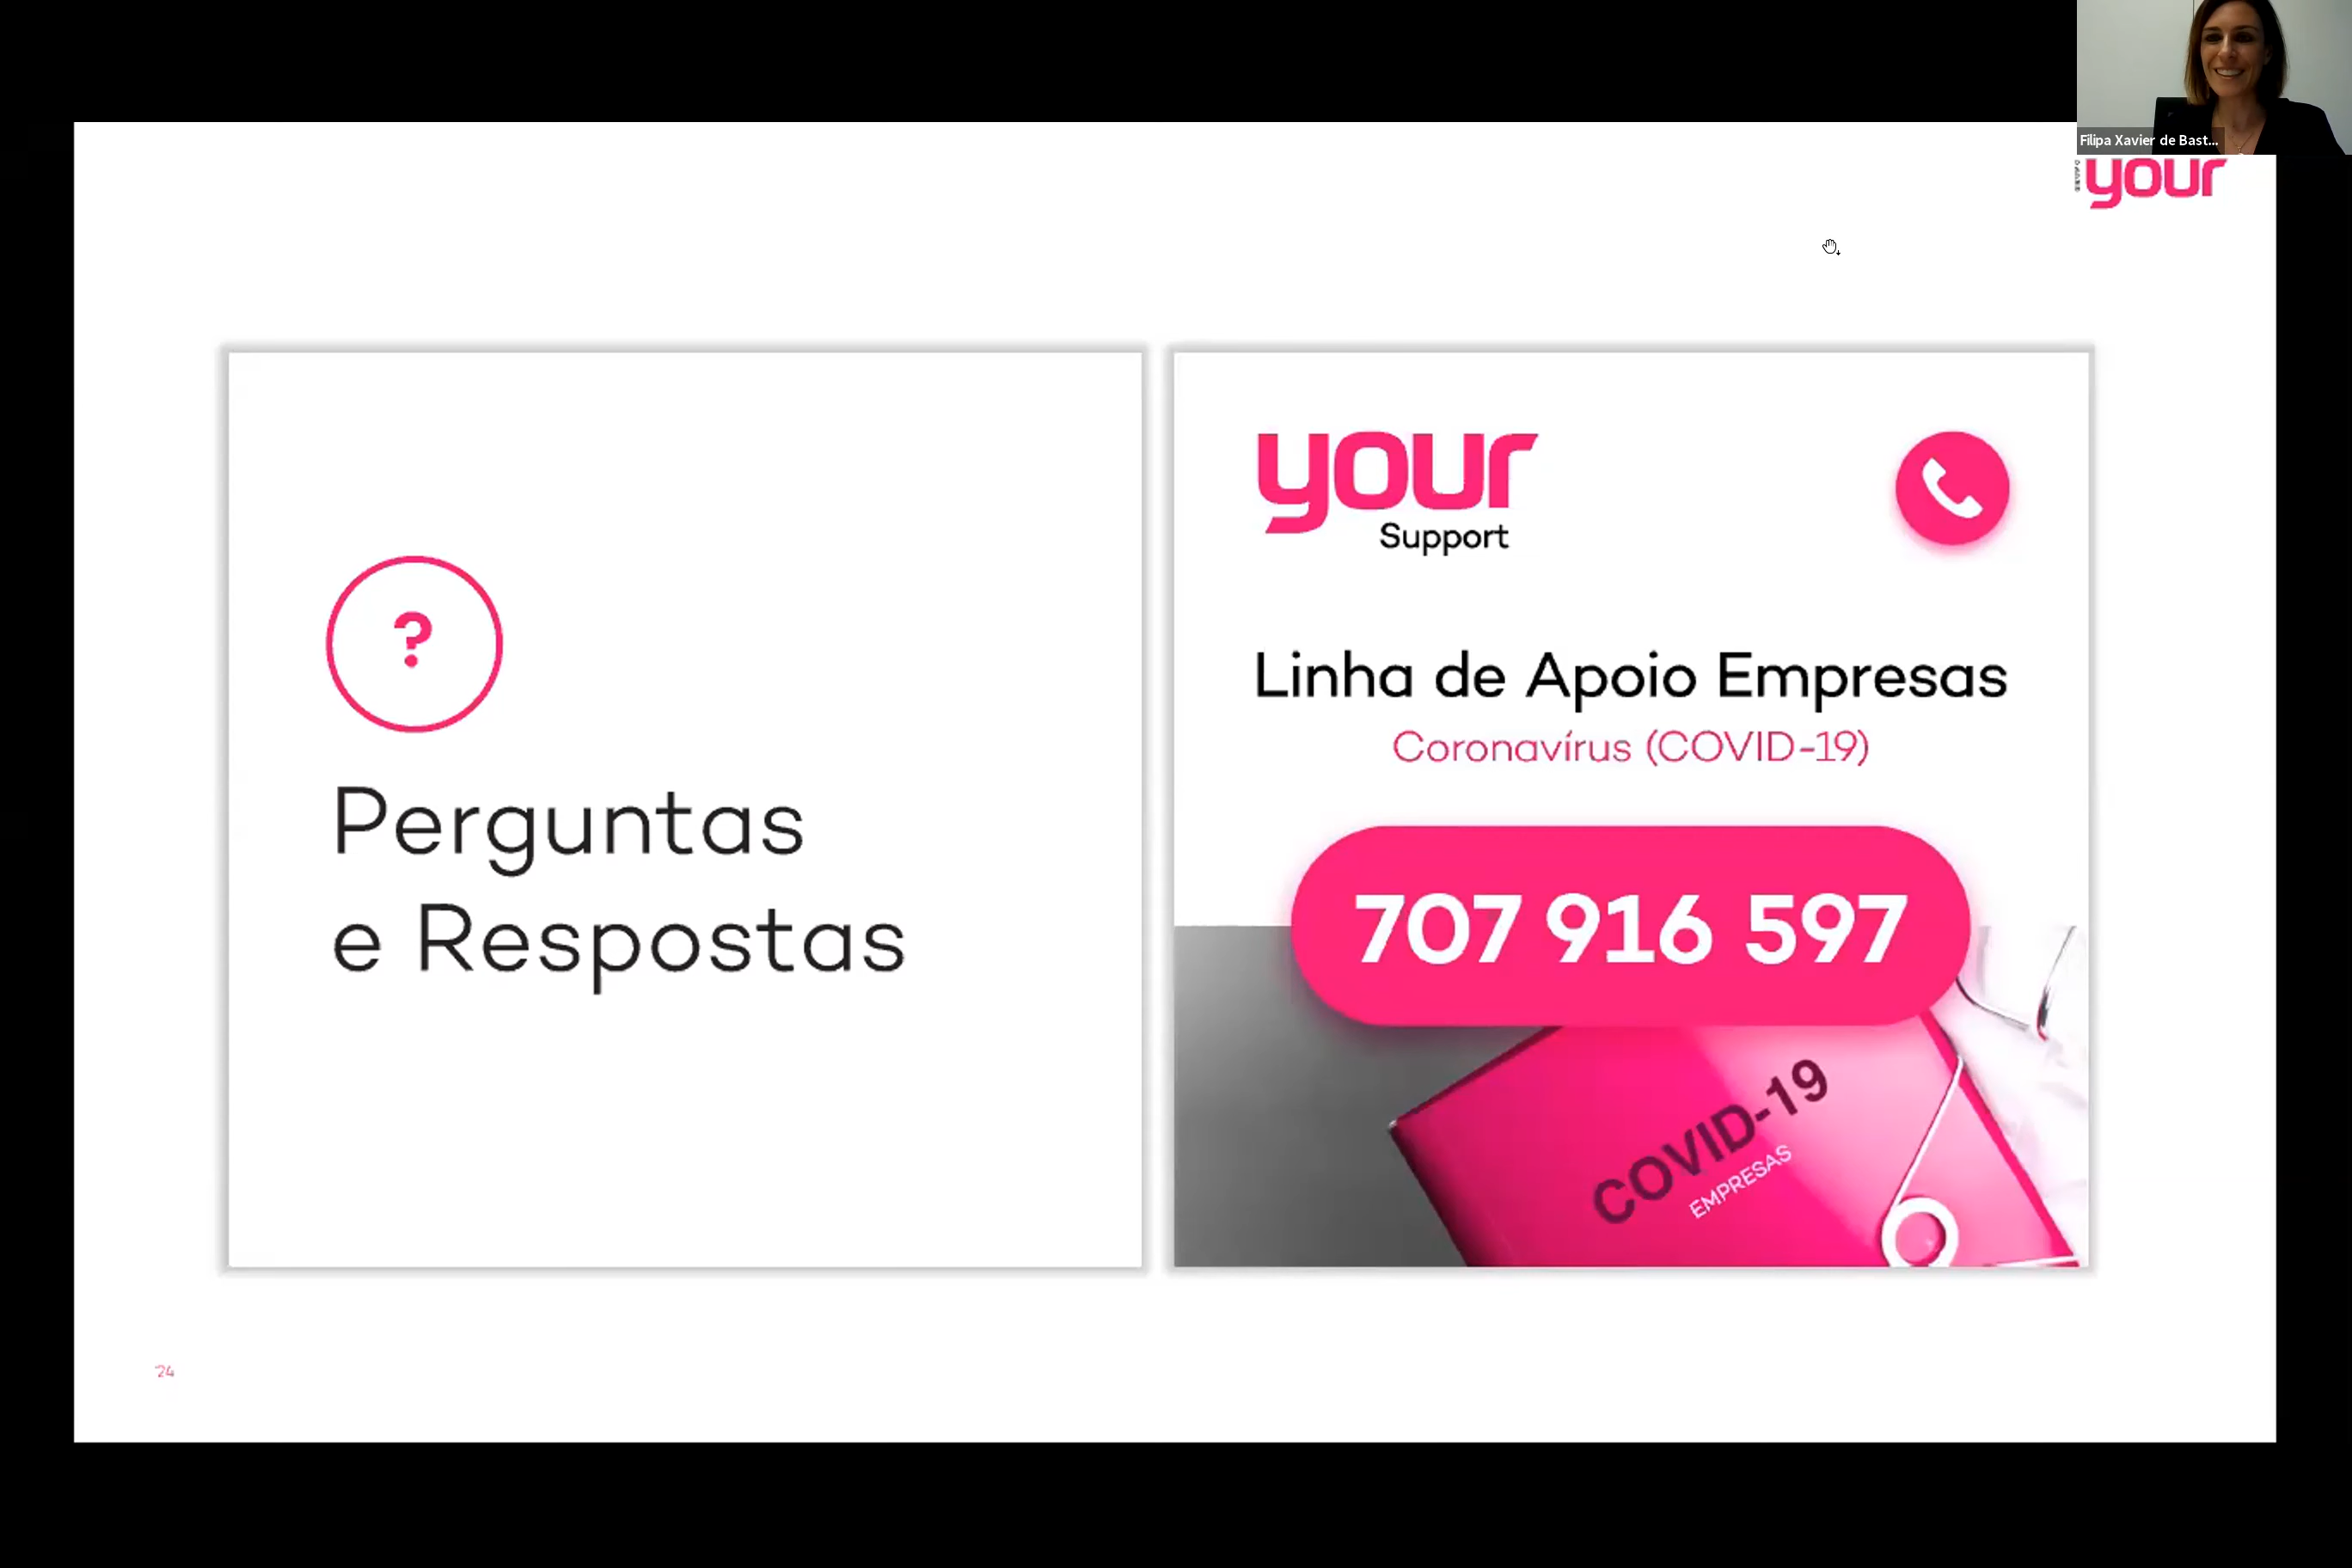 Filipa Xavier de Bast...
your
?
Perguntas
e Respostas
your
Support
Linha de Apoio Empresas
Coronavírus (COVID-19)
707 916 597
COVID-19
EMPRESAS
24